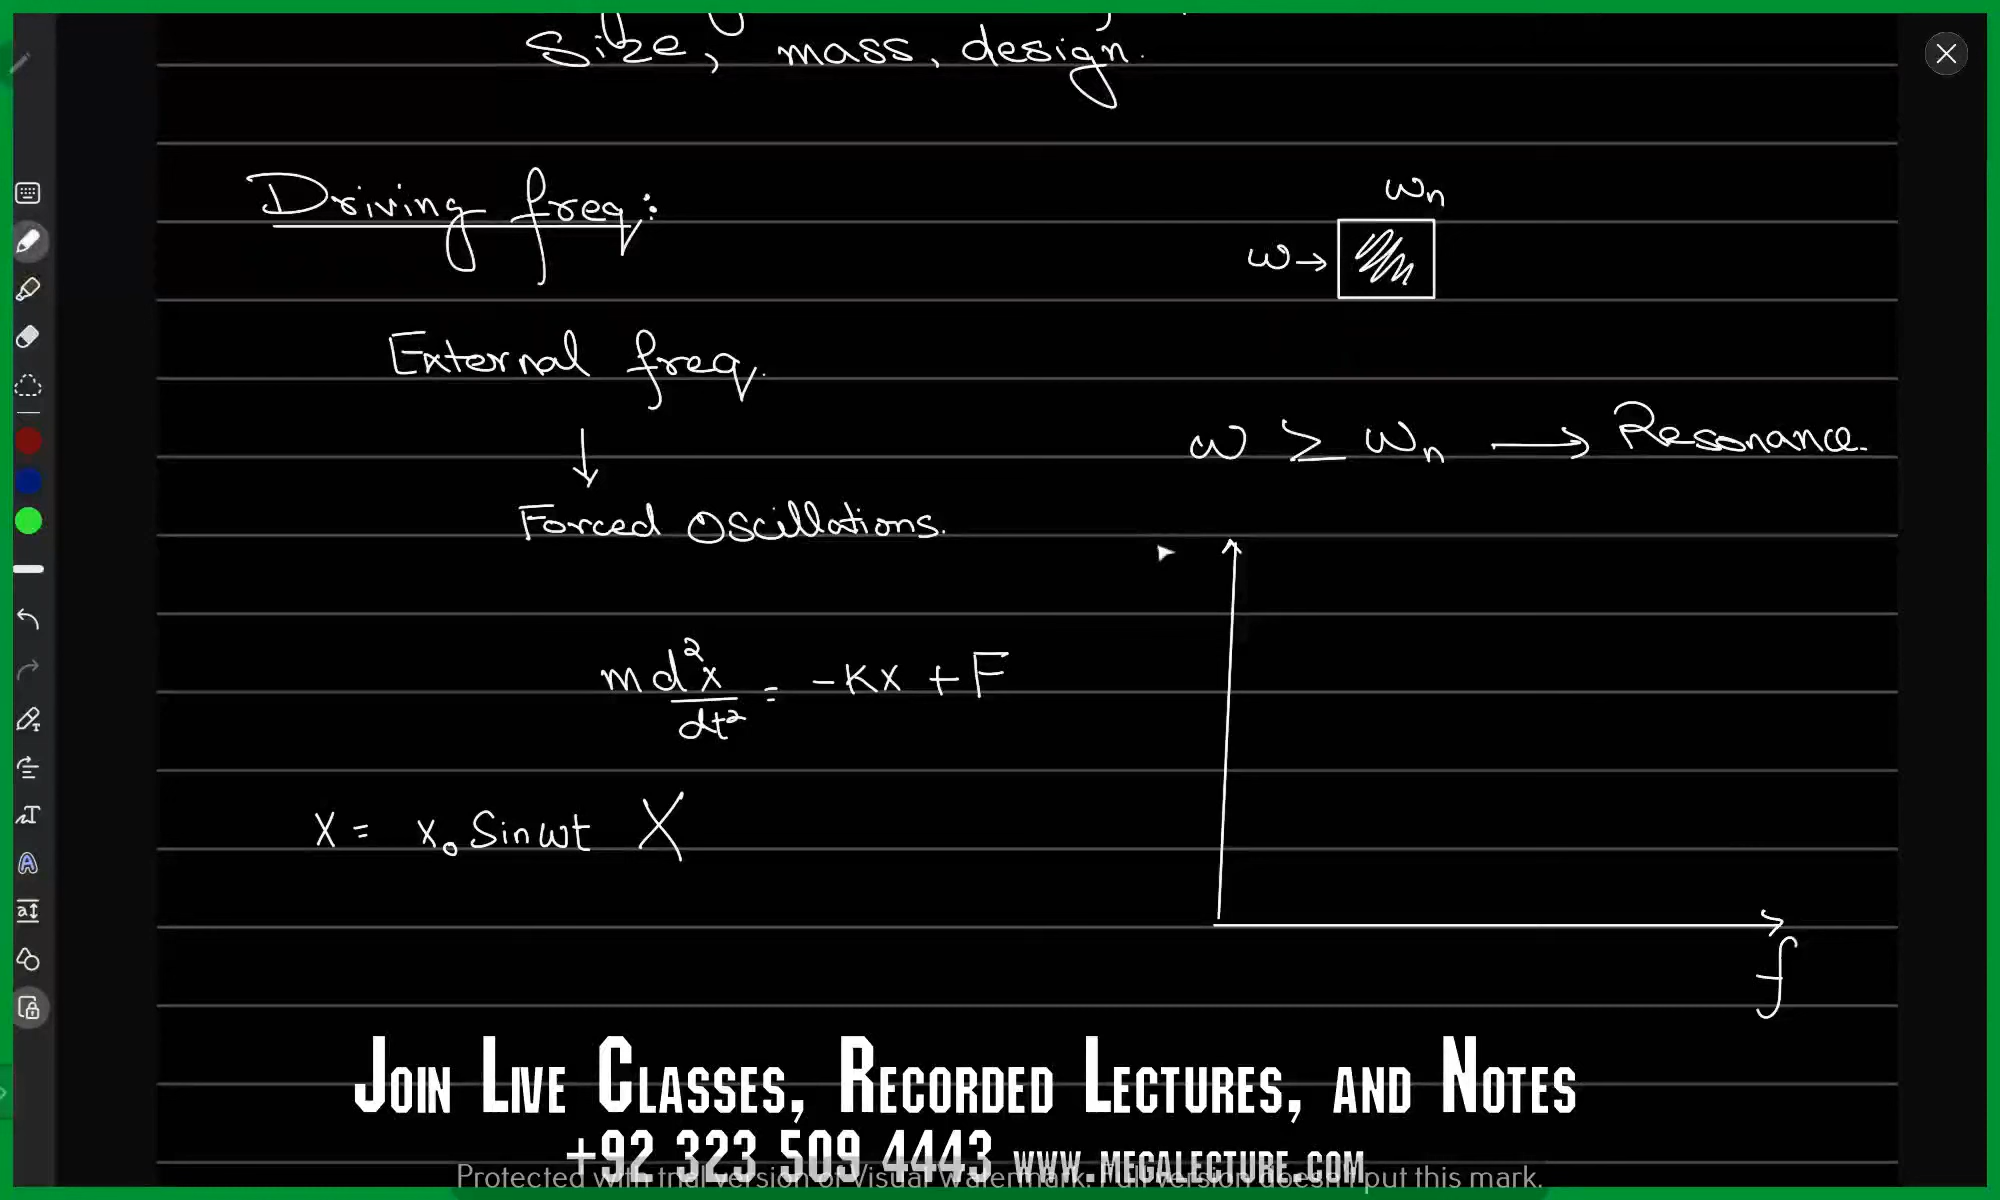 Size, mass, design.
Driving freq:
ωn
ω→
External freq.
↓
ω ≥ ωn → Resonance.
Forced Oscillations.
m d²x/dt² = -Kx + F
x = x₀ Sinωt X
f
JOIN LIVE CLASSES, RECORDED LECTURES, AND NOTES
+92 323 509 4443 WWW.MEGALECTURE.COM
Protected with trial version of Visual Watermark. Full version doesn't put this mark.